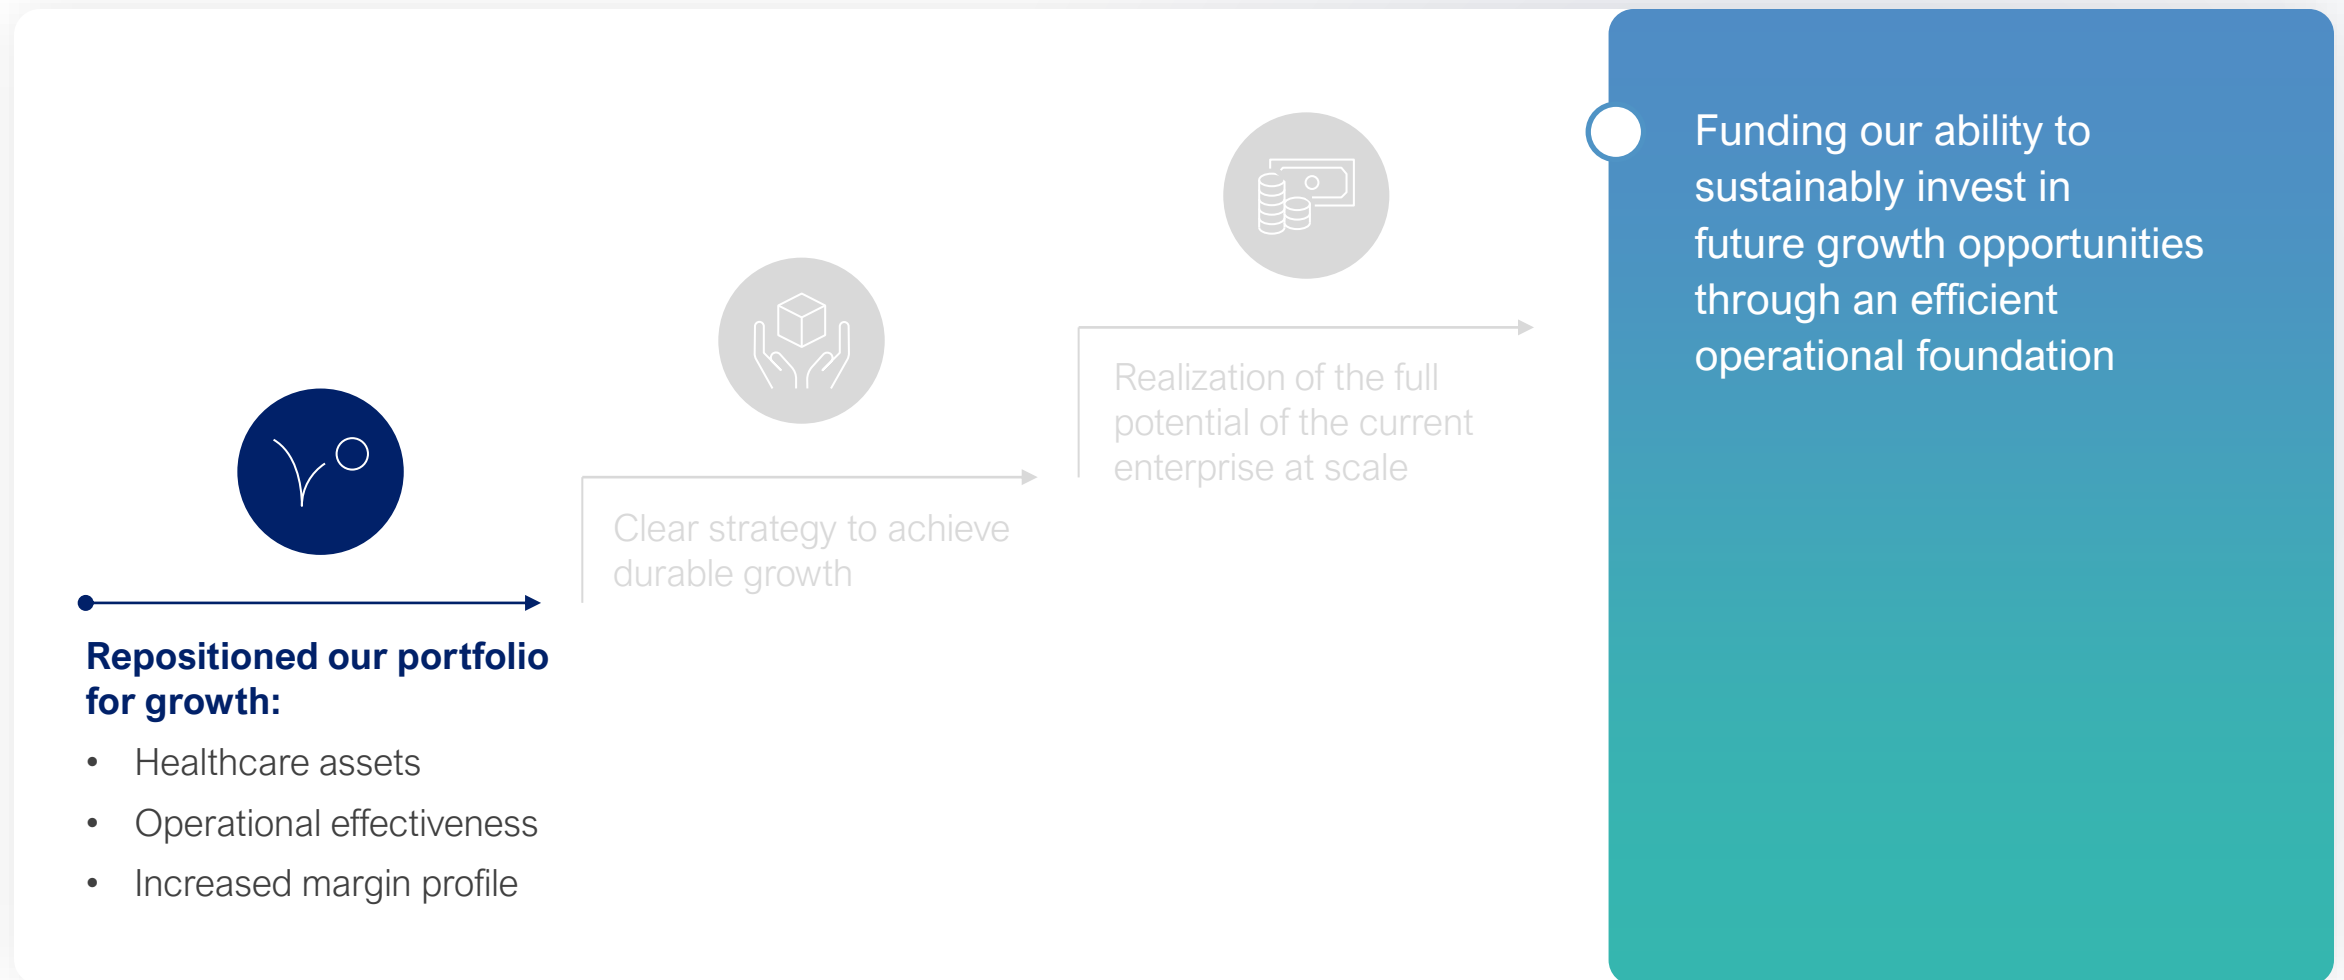 Repositioned our portfolio
for growth:
• Healthcare assets
• Operational effectiveness
• Increased margin profile
Clear strategy to achieve
durable growth
Realization of the full
potential of the current
enterprise at scale
Funding our ability to
sustainably invest in
future growth opportunities
through an efficient
operational foundation